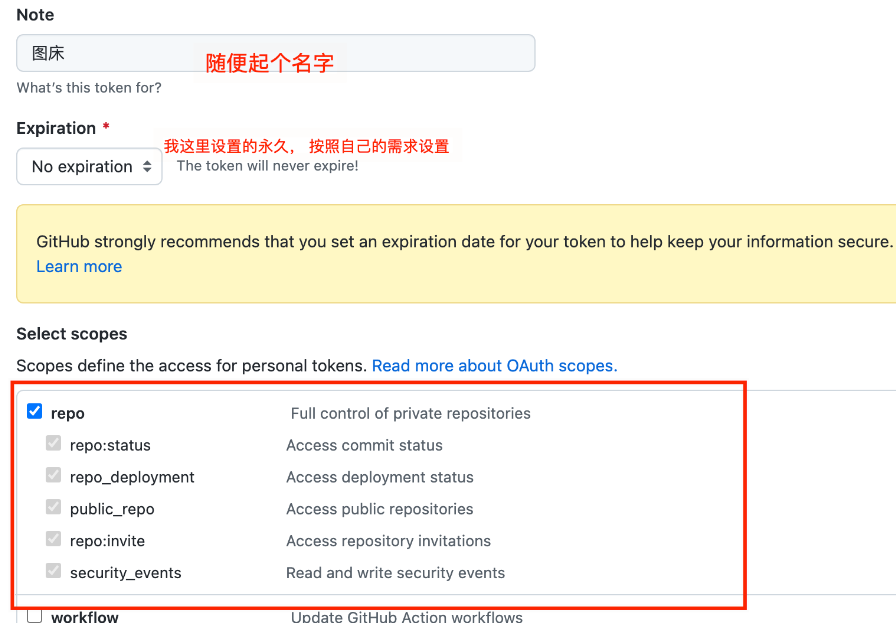 Note
图床
随便起个名字
What's this token for?
Expiration *
我这里设置的永久， 按照自己的需求设置
No expiration
The token will never expire!
GitHub strongly recommends that you set an expiration date for your token to help keep your information secure.
Learn more
Select scopes
Scopes define the access for personal tokens. Read more about OAuth scopes.
repo Full control of private repositories
repo:status Access commit status
repo_deployment Access deployment status
public_repo Access public repositories
repo:invite Access repository invitations
security_events Read and write security events
workflow Update GitHub Action workflows